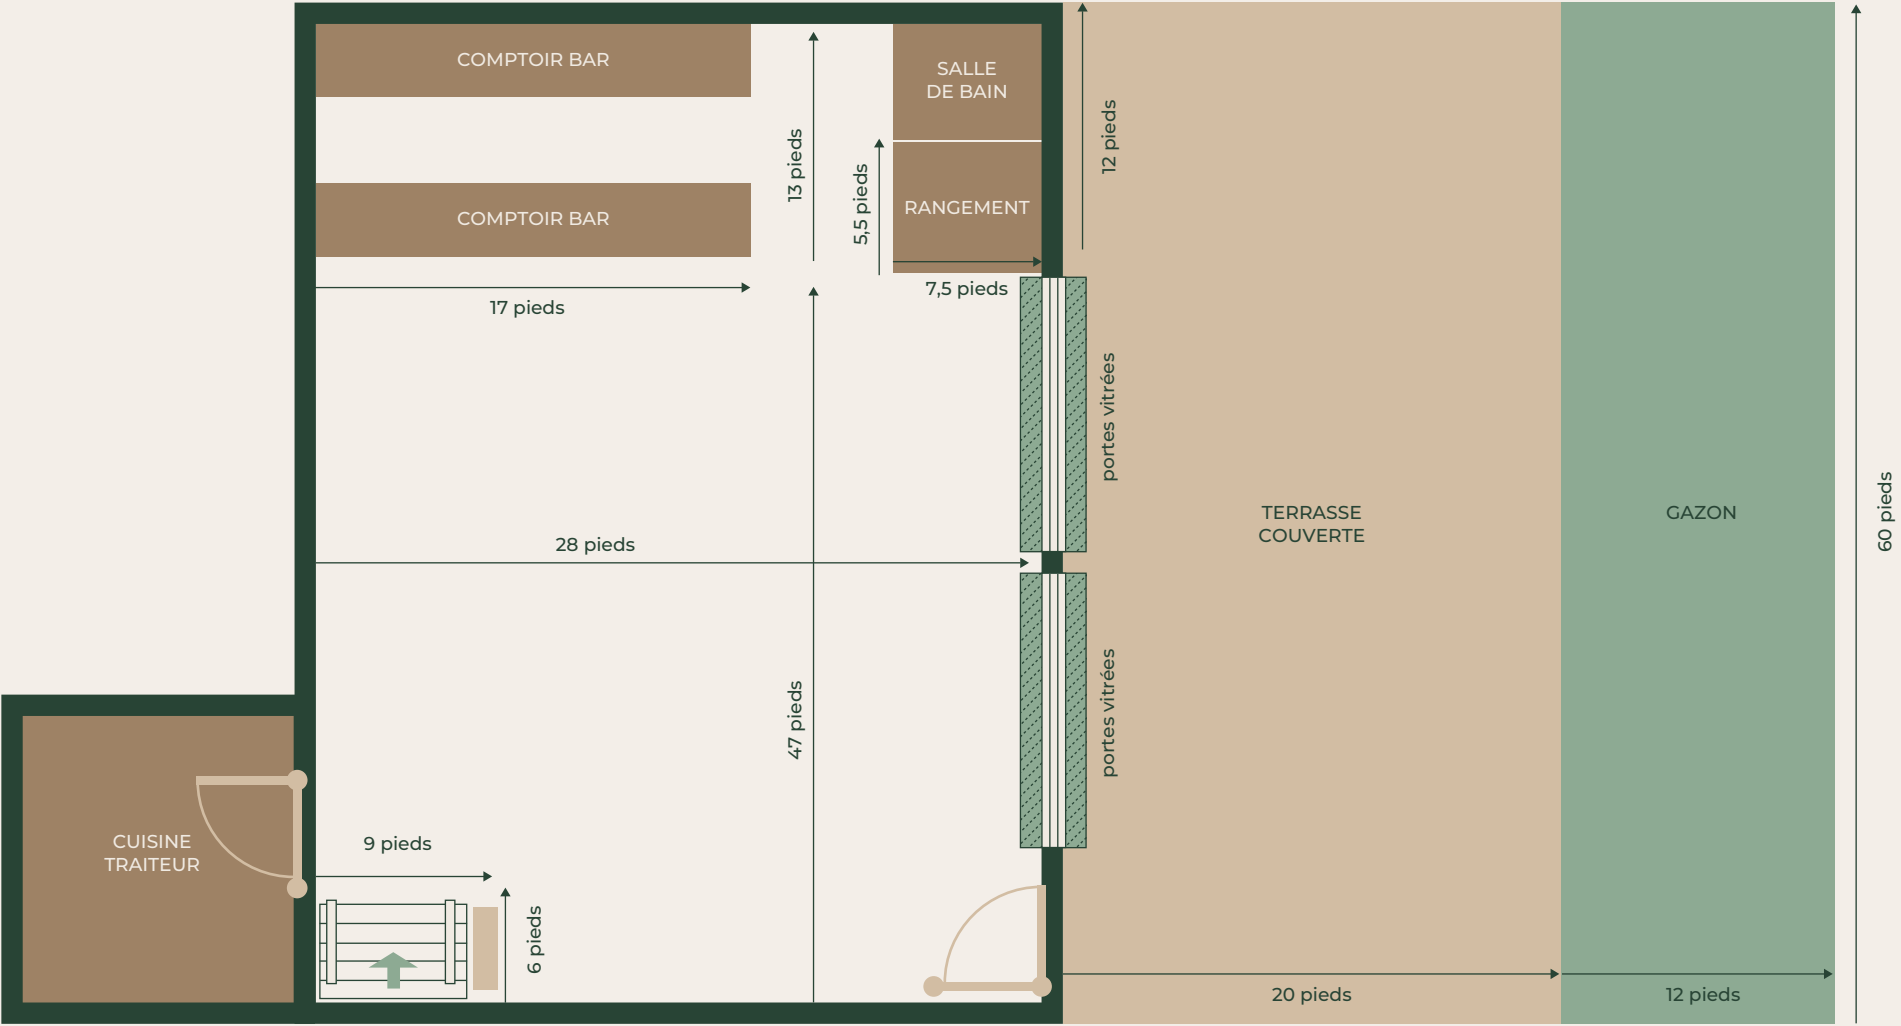 COMPTOIR BAR
SALLE
DE BAIN
13 pieds
12 pieds
5,5 pieds
RANGEMENT
COMPTOIR BAR
7,5 pieds
17 pieds
portes vitrées
28 pieds
TERRASSE
COUVERTE
GAZON
60 pieds
47 pieds
portes vitrées
CUISINE
TRAITEUR
9 pieds
6 pieds
20 pieds
12 pieds